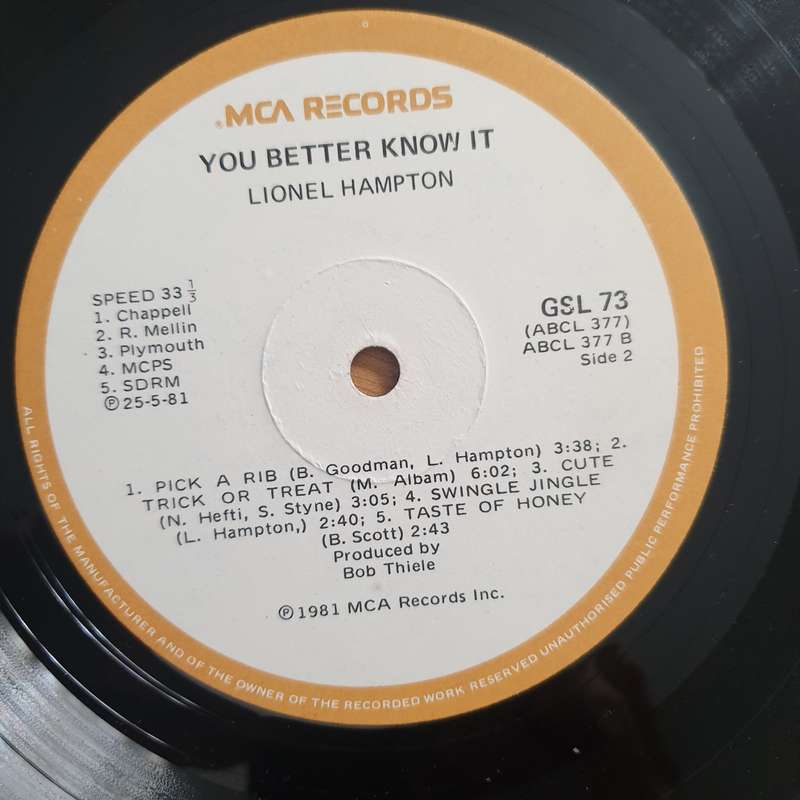 ®MCA RECORDS
YOU BETTER KNOW IT
LIONEL HAMPTON
SPEED 33 1/3
1. Chappell
2. R. Mellin
3. Plymouth
4. MCPS
5. SDRM
Ⓟ25-5-81
GSL 73
(ABCL 377)
ABCL 377 B
Side 2
1. PICK A RIB (B. Goodman, L. Hampton) 3:38; 2.
TRICK OR TREAT (M. Albam) 6:02; 3. CUTE
(N. Hefti, S. Styne) 3:05; 4. SWINGLE JINGLE
(L. Hampton,) 2:40; 5. TASTE OF HONEY
(B. Scott) 2:43
Produced by
Bob Thiele
Ⓟ1981 MCA Records Inc.
ALL RIGHTS OF THE MANUFACTURER AND OF THE OWNER OF THE RECORDED WORK RESERVED UNAUTHORISED PUBLIC PERFORMANCE PROHIBITED